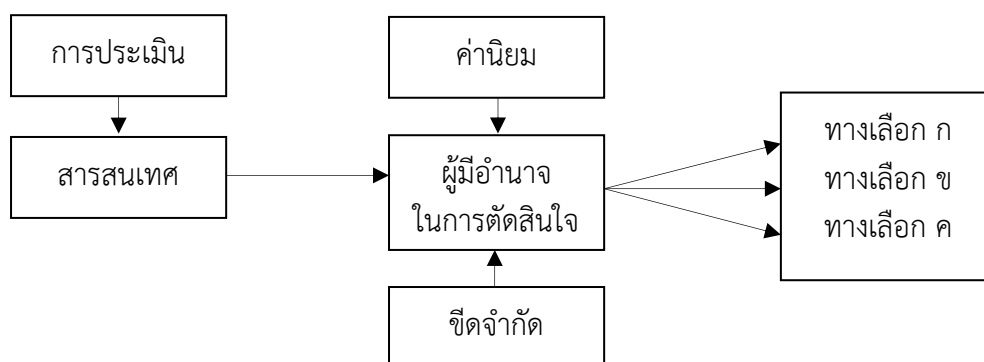 การประเมิน
ค่านิยม
สารสนเทศ
ผู้มีอำนาจ
ในการตัดสินใจ
ทางเลือก ก
ทางเลือก ข
ทางเลือก ค
ขีดจำกัด